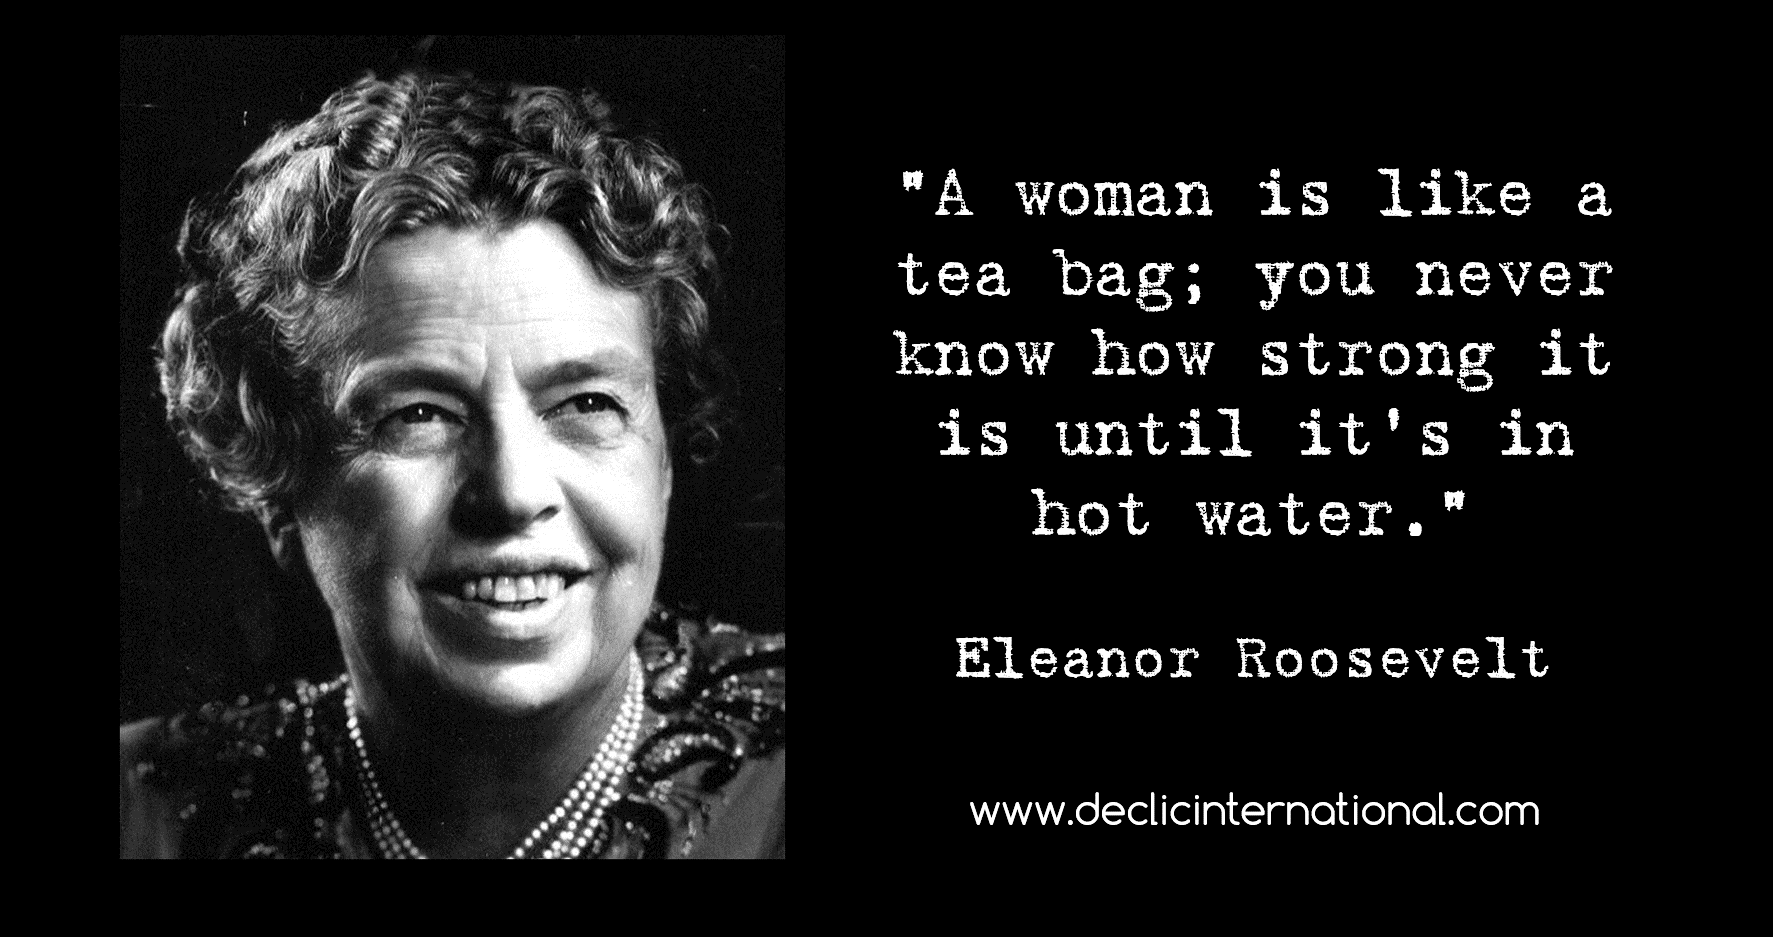 "A woman is like a
tea bag; you never
know how strong it
is until it's in
hot water."
Eleanor Roosevelt
www.declicinternational.com